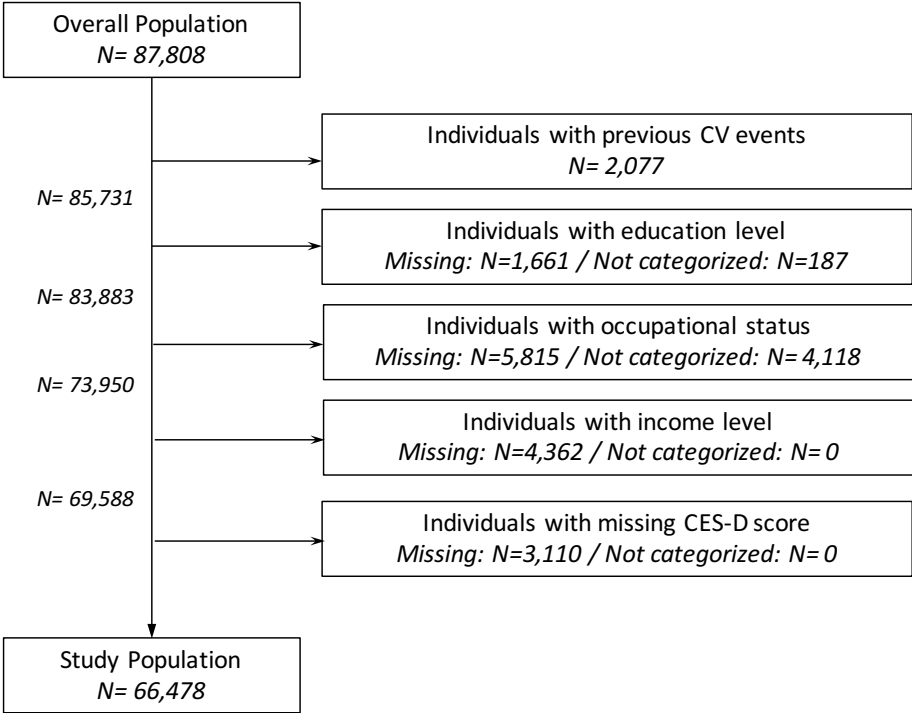 Overall Population
N= 87,808
Individuals with previous CV events
N= 2,077
N= 85,731
Individuals with education level
Missing: N=1,661 / Not categorized: N=187
N= 83,883
Individuals with occupational status
Missing: N=5,815 / Not categorized: N=4,118
N= 73,950
Individuals with income level
Missing: N=4,362 / Not categorized: N=0
N= 69,588
Individuals with missing CES-D score
Missing: N=3,110 / Not categorized: N=0
Study Population
N= 66,478